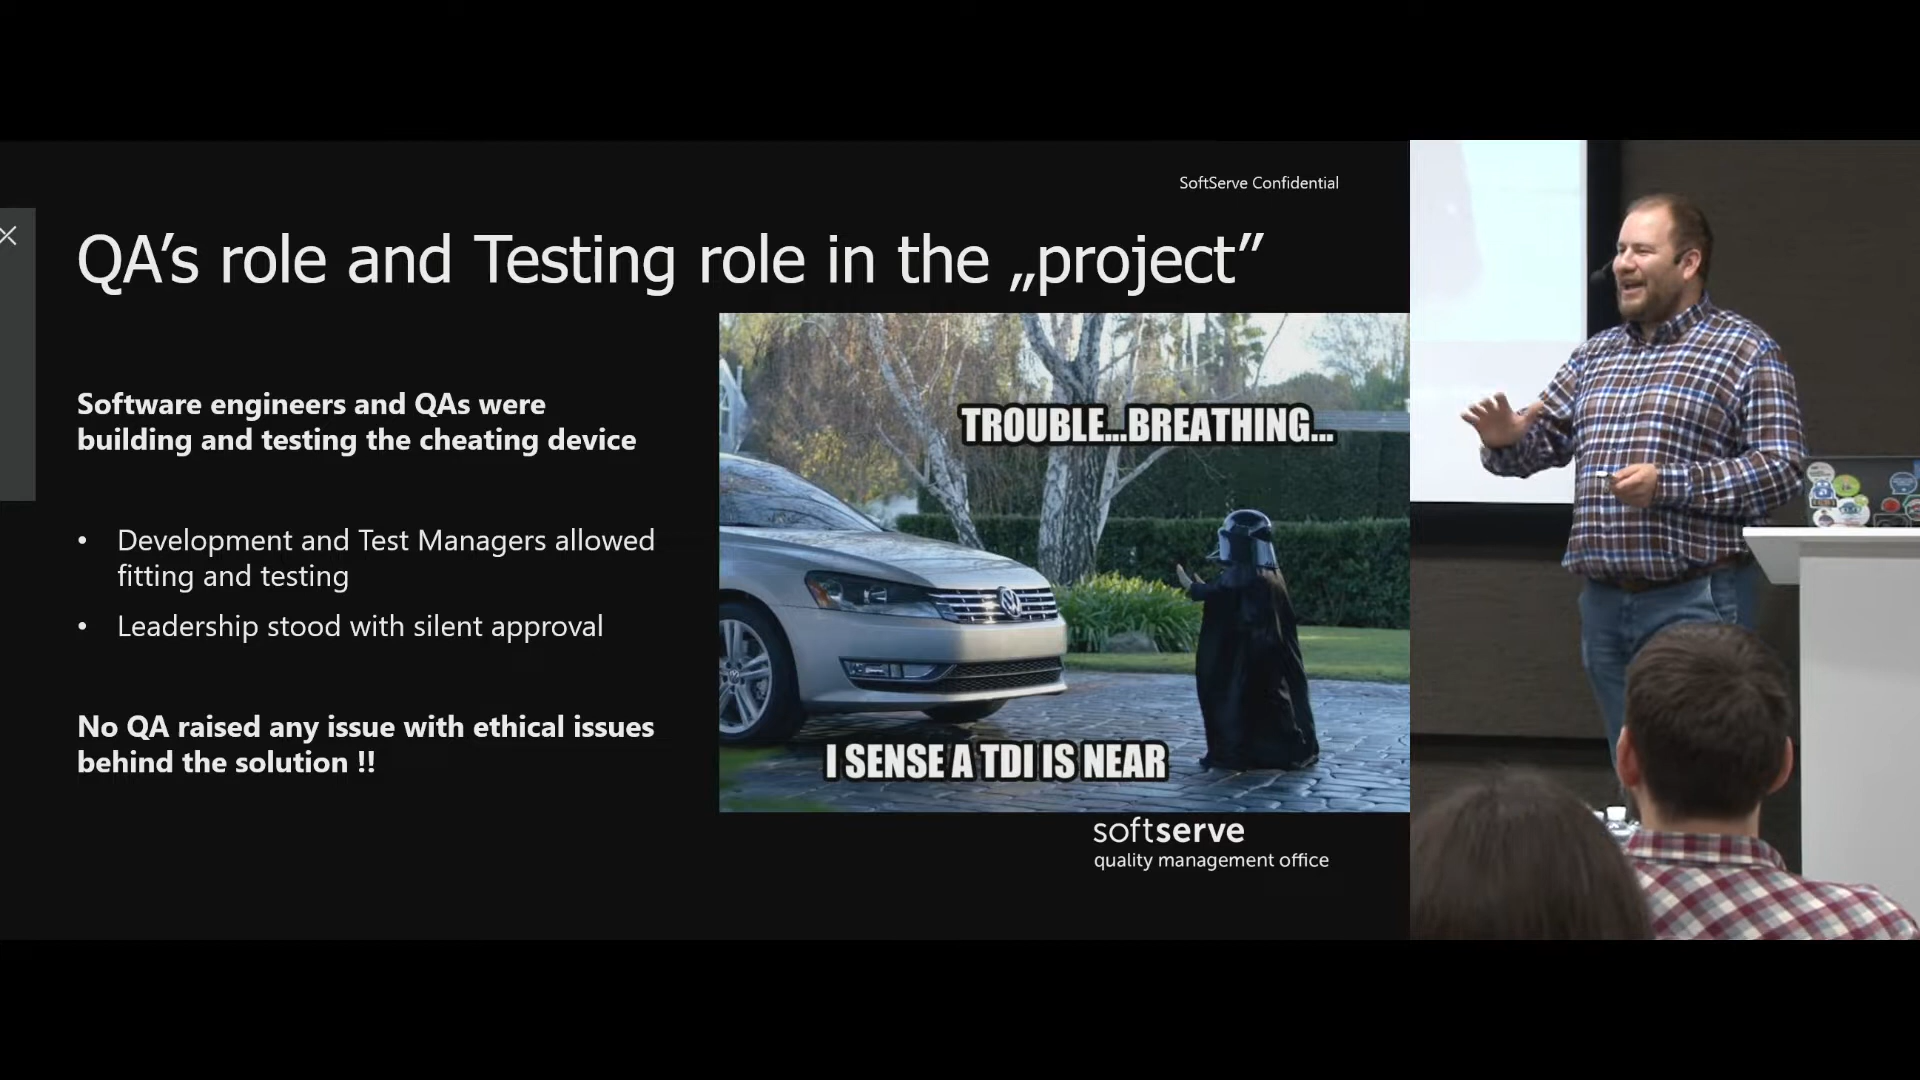 SoftServe Confidential
QA’s role and Testing role in the „project”
Software engineers and QAs were
building and testing the cheating device
• Development and Test Managers allowed
fitting and testing
• Leadership stood with silent approval
No QA raised any issue with ethical issues
behind the solution !!
TROUBLE...BREATHING...
I SENSE A TDI IS NEAR
softserve
quality management office